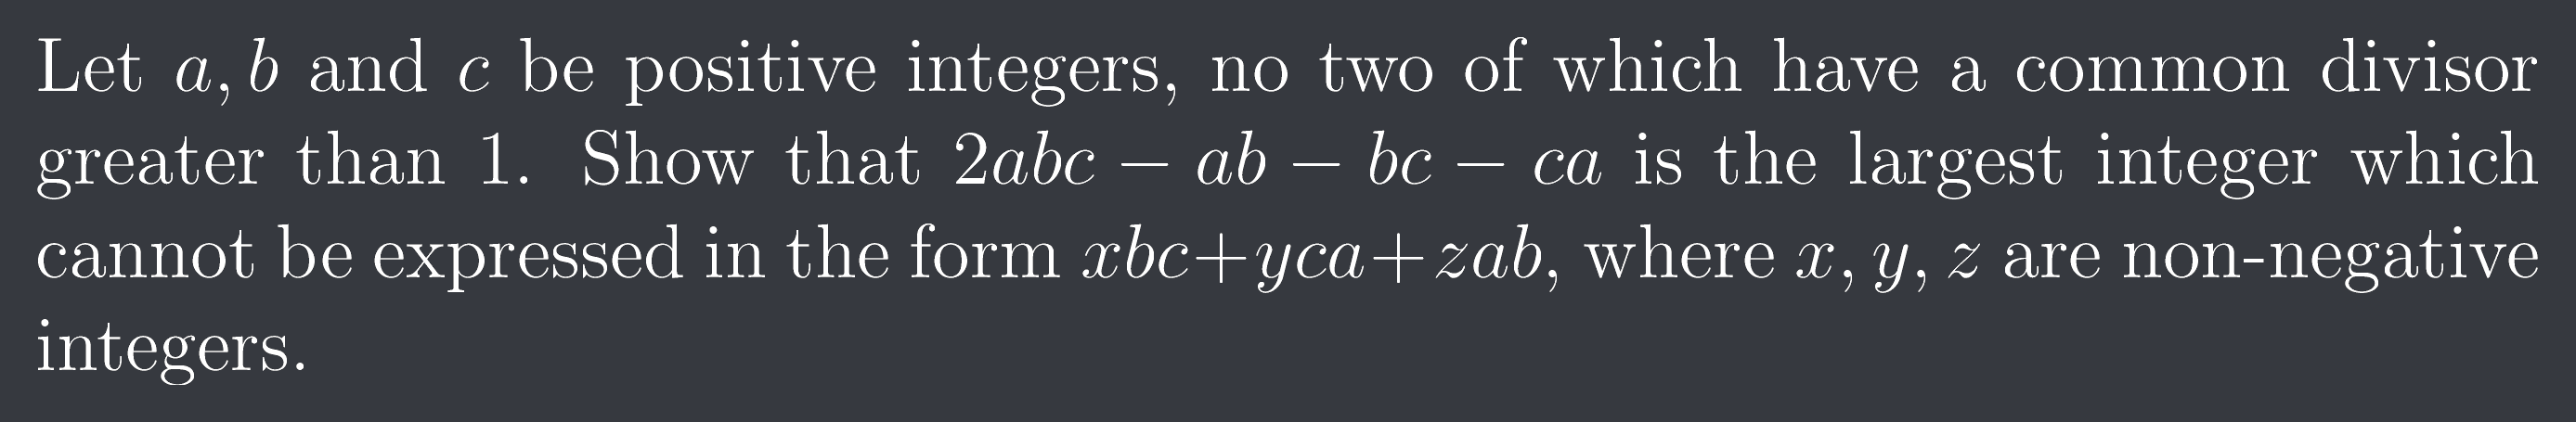 Let a, b and c be positive integers, no two of which have a common divisor
greater than 1. Show that 2abc − ab − bc − ca is the largest integer which
cannot be expressed in the form xbc+yca+zab, where x, y, z are non-negative
integers.